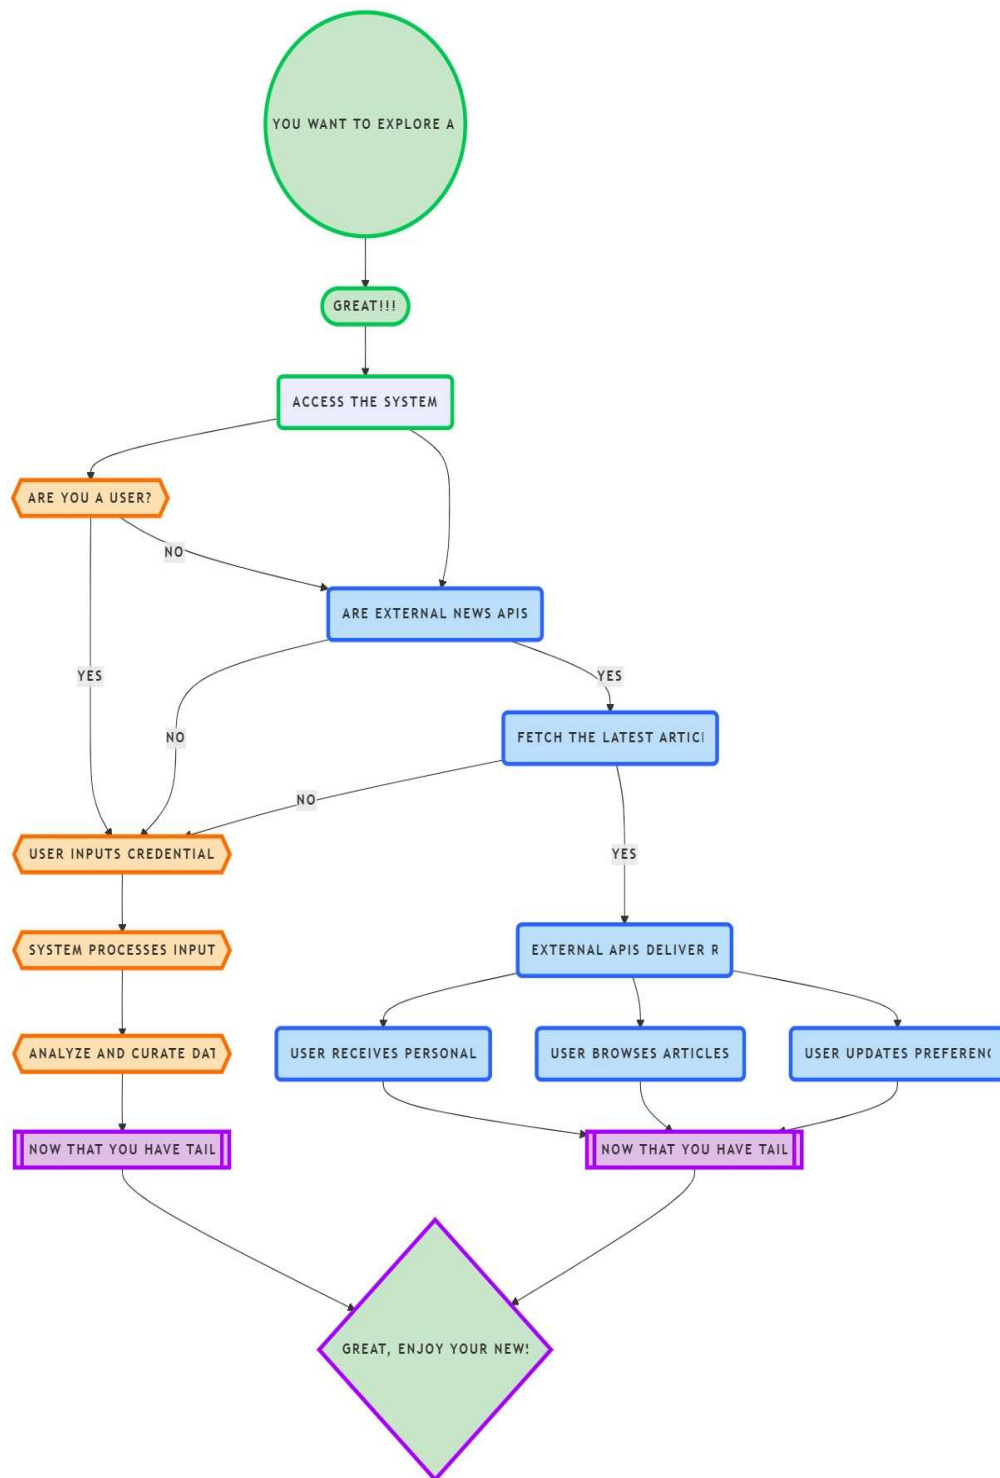 YOU WANT TO EXPLORE A
GREAT!!!
ACCESS THE SYSTEM
ARE YOU A USER?
NO
ARE EXTERNAL NEWS APIS
YES
YES
NO
FETCH THE LATEST ARTICL
NO
USER INPUTS CREDENTIAL
YES
SYSTEM PROCESSES INPUT
EXTERNAL APIS DELIVER R
ANALYZE AND CURATE DAT
USER RECEIVES PERSONAL
USER BROWSES ARTICLES
USER UPDATES PREFERENC
NOW THAT YOU HAVE TAIL
NOW THAT YOU HAVE TAIL
GREAT, ENJOY YOUR NEWS